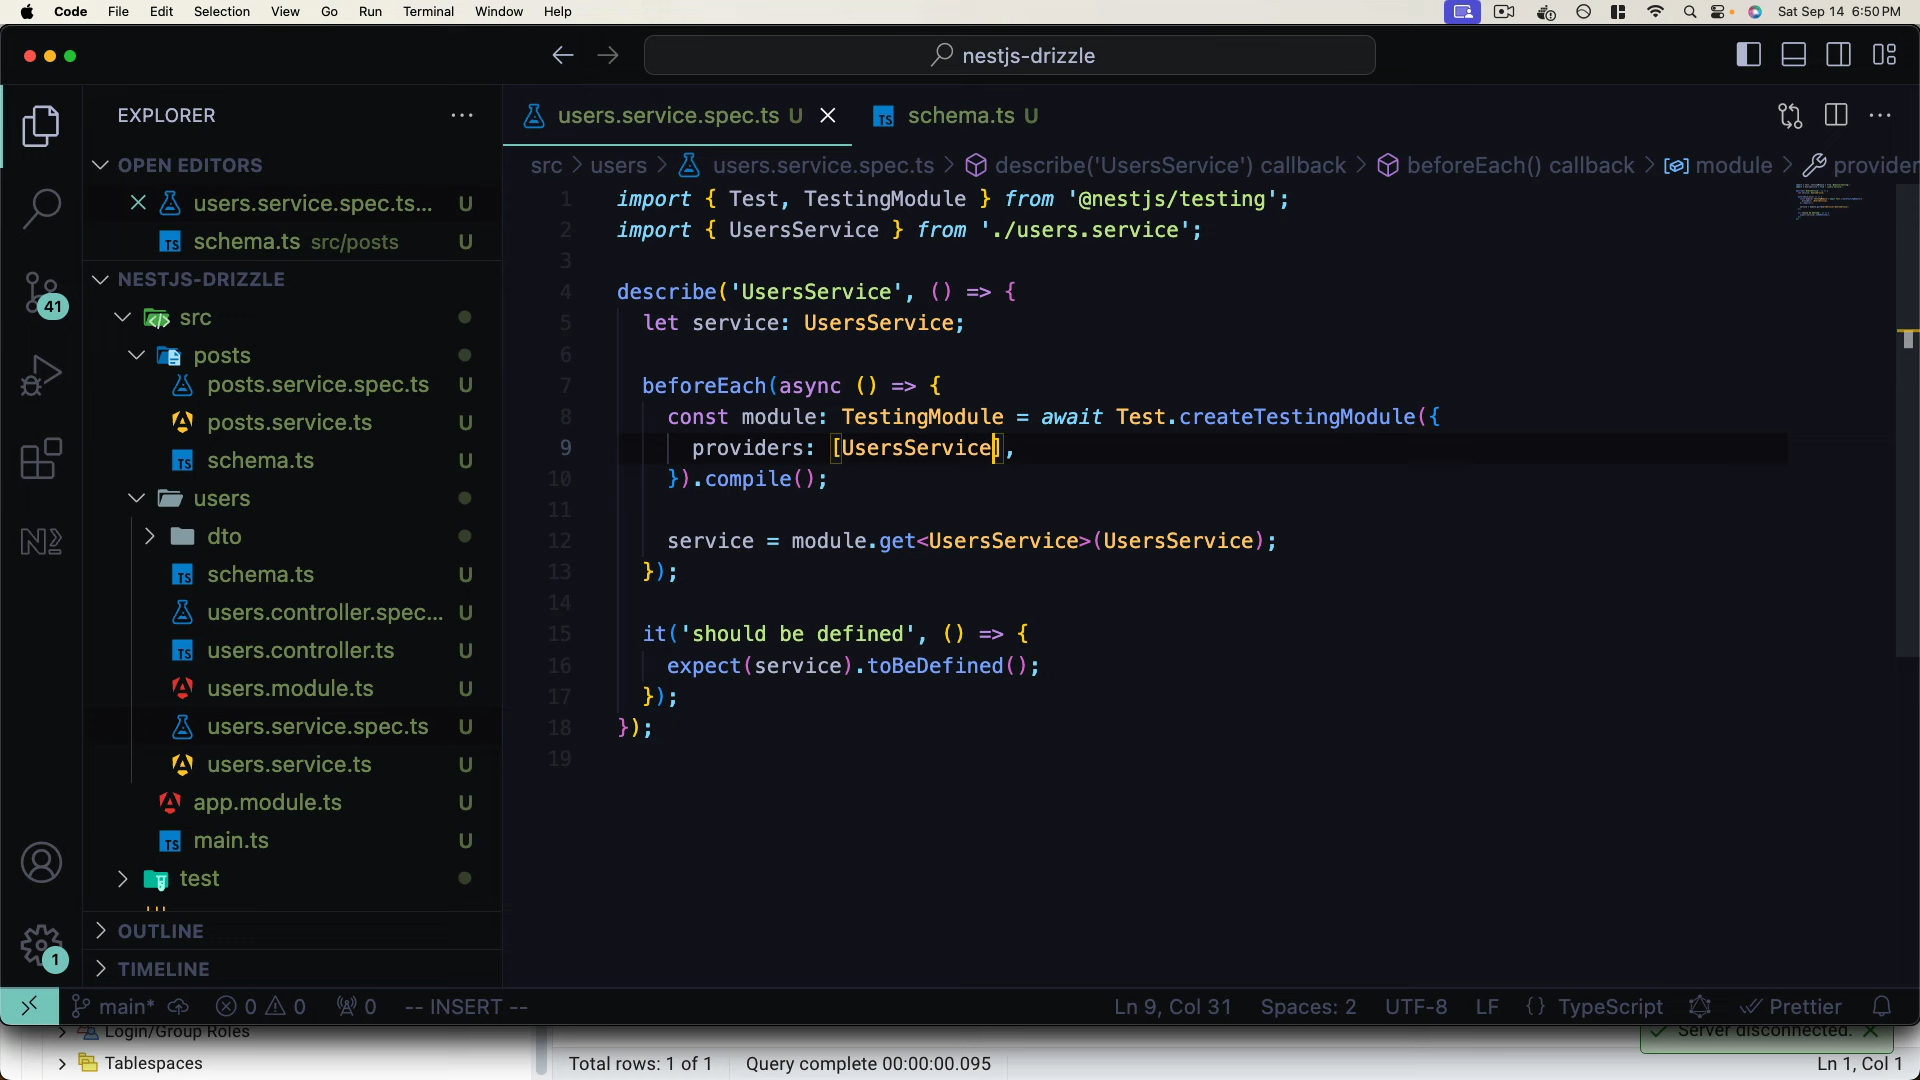 Code File Edit Selection View Go Run Terminal Window Help Sat Sep 14 6:50 PM
nestjs-drizzle
EXPLORER
users.service.spec.ts U
schema.ts U
OPEN EDITORS
src > users > users.service.spec.ts > describe('UsersService') callback > beforeEach() callback > module > provider
users.service.spec.ts... U
schema.ts src/posts U
NESTJS-DRIZZLE
41
src
posts
posts.service.spec.ts U
posts.service.ts U
schema.ts U
users
dto
schema.ts U
users.controller.spec... U
users.controller.ts U
users.module.ts U
users.service.spec.ts U
users.service.ts U
app.module.ts U
main.ts U
test
OUTLINE
TIMELINE
1
1 import { Test, TestingModule } from '@nestjs/testing';
2 import { UsersService } from './users.service';
3
4 describe('UsersService', () => {
5 let service: UsersService;
6
7 beforeEach(async () => {
8 const module: TestingModule = await Test.createTestingModule({
9 providers: [UsersService],
10 }).compile();
11
12 service = module.get<UsersService>(UsersService);
13 });
14
15 it('should be defined', () => {
16 expect(service).toBeDefined();
17 });
18 });
19
main* 0 0 0 -- INSERT -- Ln 9, Col 31 Spaces: 2 UTF-8 LF {} TypeScript Prettier
Login/Group Roles
Server disconnected.
Tablespaces
Total rows: 1 of 1 Query complete 00:00:00.095 Ln 1, Col 1